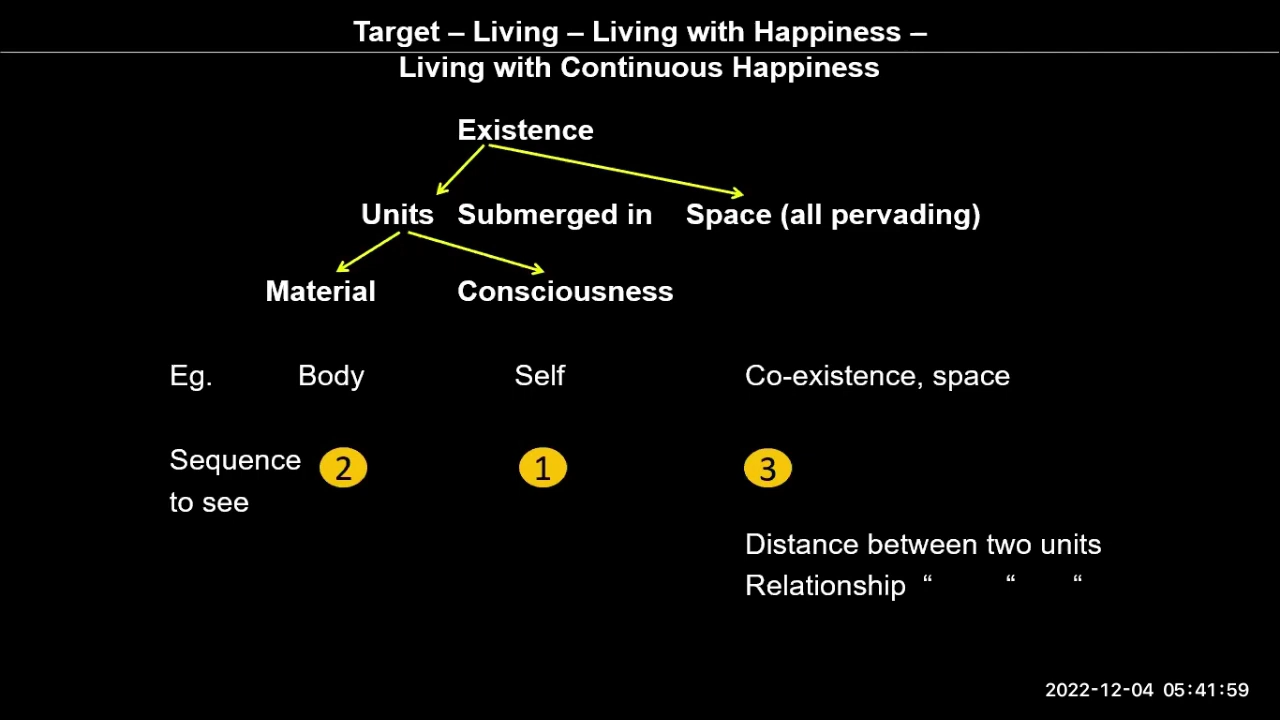 Target – Living – Living with Happiness –
Living with Continuous Happiness
Existence
Units Submerged in Space (all pervading)
Material Consciousness
Eg. Body Self Co-existence, space
Sequence 2 1 3
to see
Distance between two units
Relationship “ “ “
2022-12-04 05:41:59